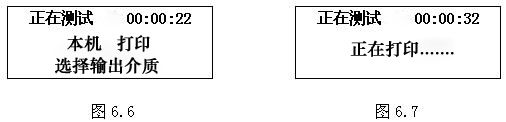 正在测试 00:00:22
本机 打印
选择输出介质
图 6.6
正在测试 00:00:32
正在打印.......
图 6.7